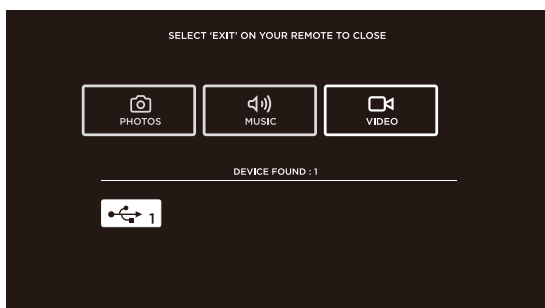 SELECT 'EXIT' ON YOUR REMOTE TO CLOSE
PHOTOS MUSIC VIDEO
DEVICE FOUND : 1
1